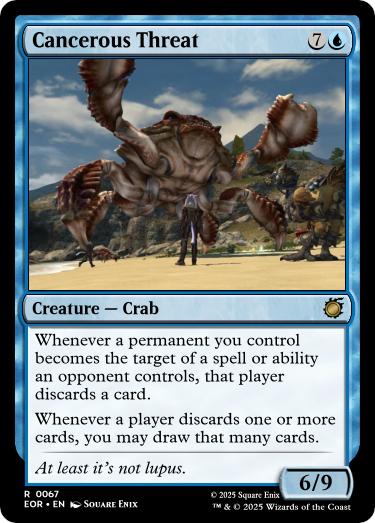 Cancerous Threat 7
Creature — Crab
Whenever a permanent you control
becomes the target of a spell or ability
an opponent controls, that player
discards a card.
Whenever a player discards one or more
cards, you may draw that many cards.
At least it's not lupus.
6/9
R 0067
EOR • EN SQUARE ENIX
© 2025 Square Enix
™ & © 2025 Wizards of the Coast